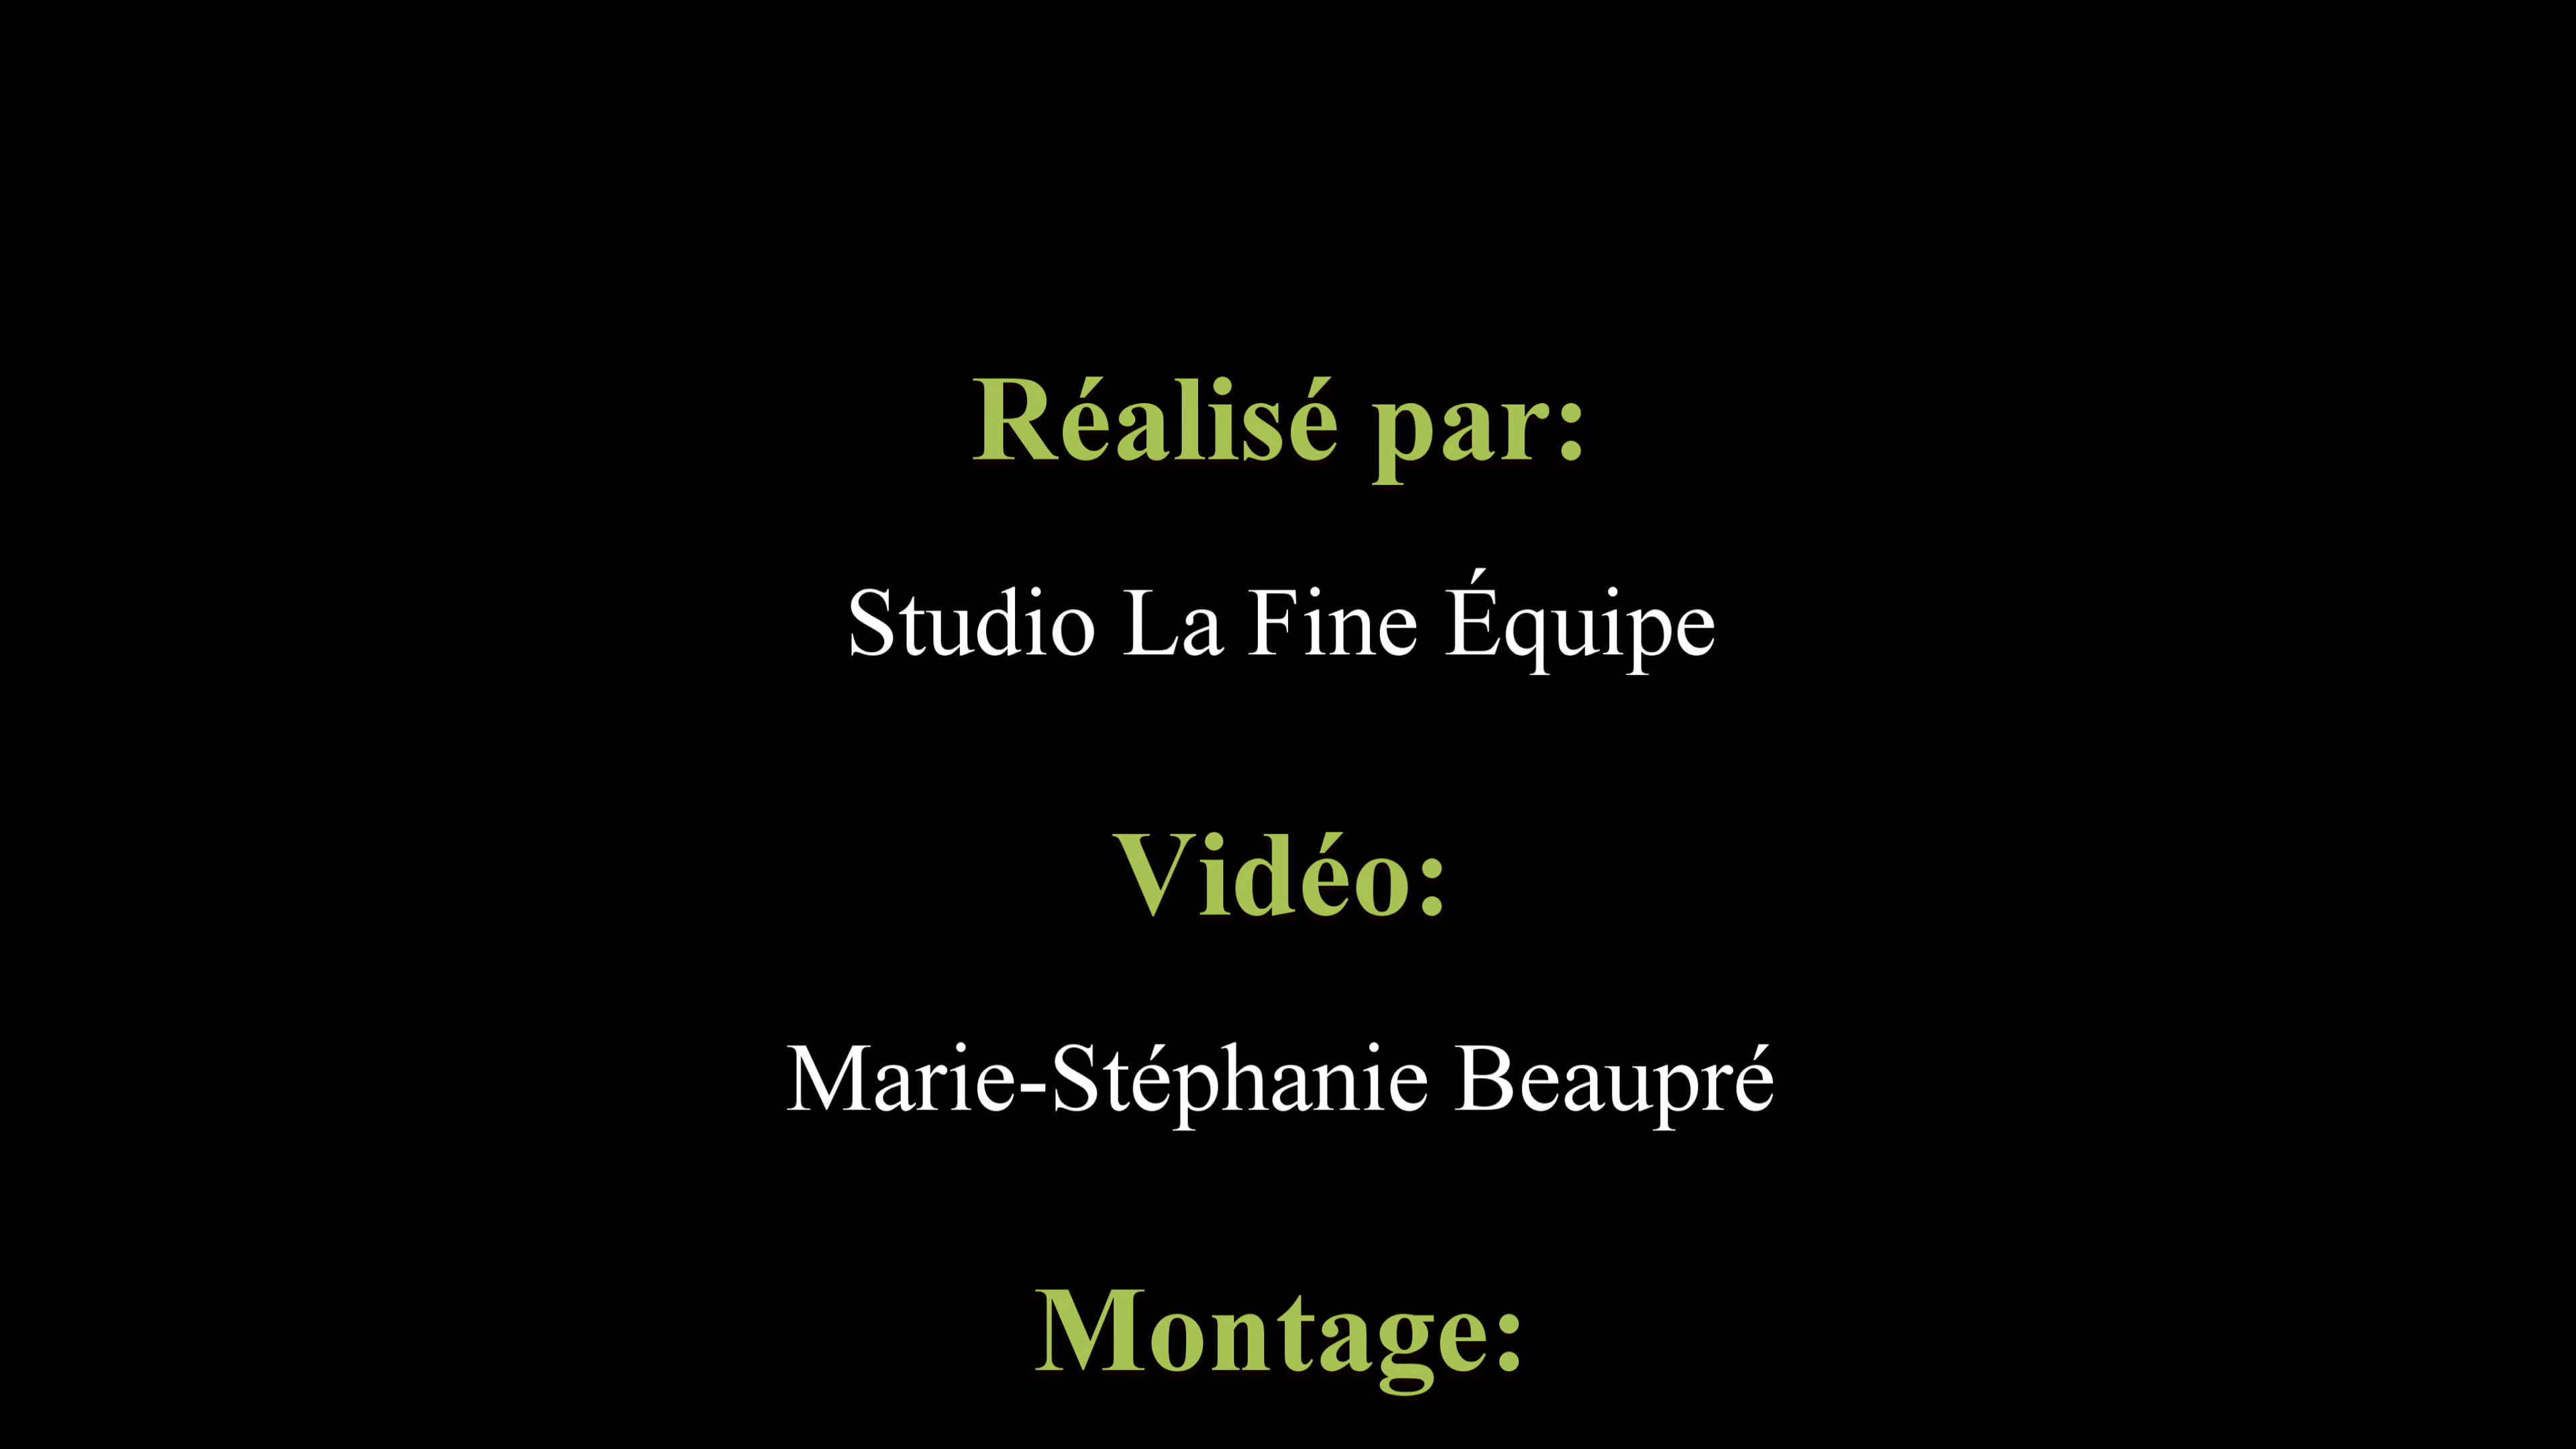 Réalisé par:
Studio La Fine Équipe
Vidéo:
Marie-Stéphanie Beaupré
Montage: